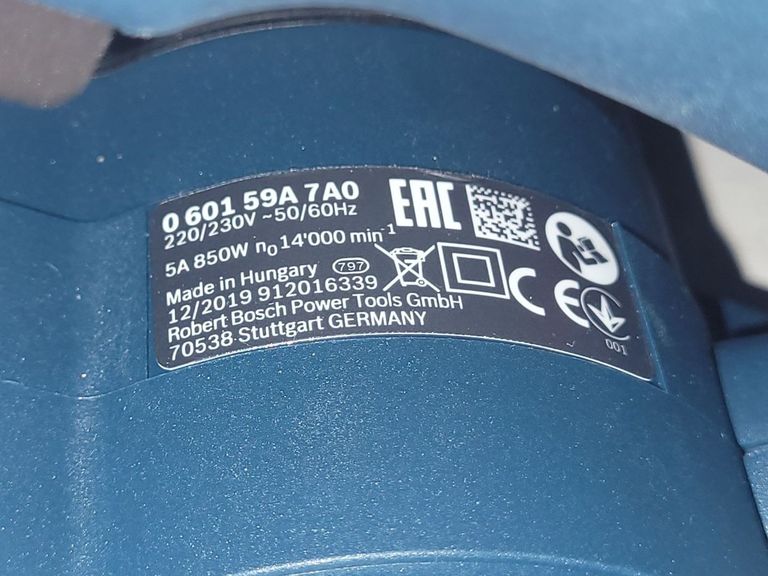 0 601 59A 7A0
220/230V ~50/60Hz
5A 850W n₀ 14'000 min⁻¹
Made in Hungary 797
12/2019 912016339
Robert Bosch Power Tools GmbH
70538 Stuttgart GERMANY
EAC
CE
001